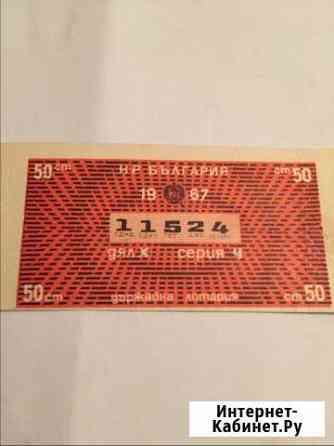 50 ст ст 50
НР БЪЛГАРИЯ
19 67
11524
дял X серия Ч
50 ст държавна лотария ст 50
Интернет-
Кабинет.Ру